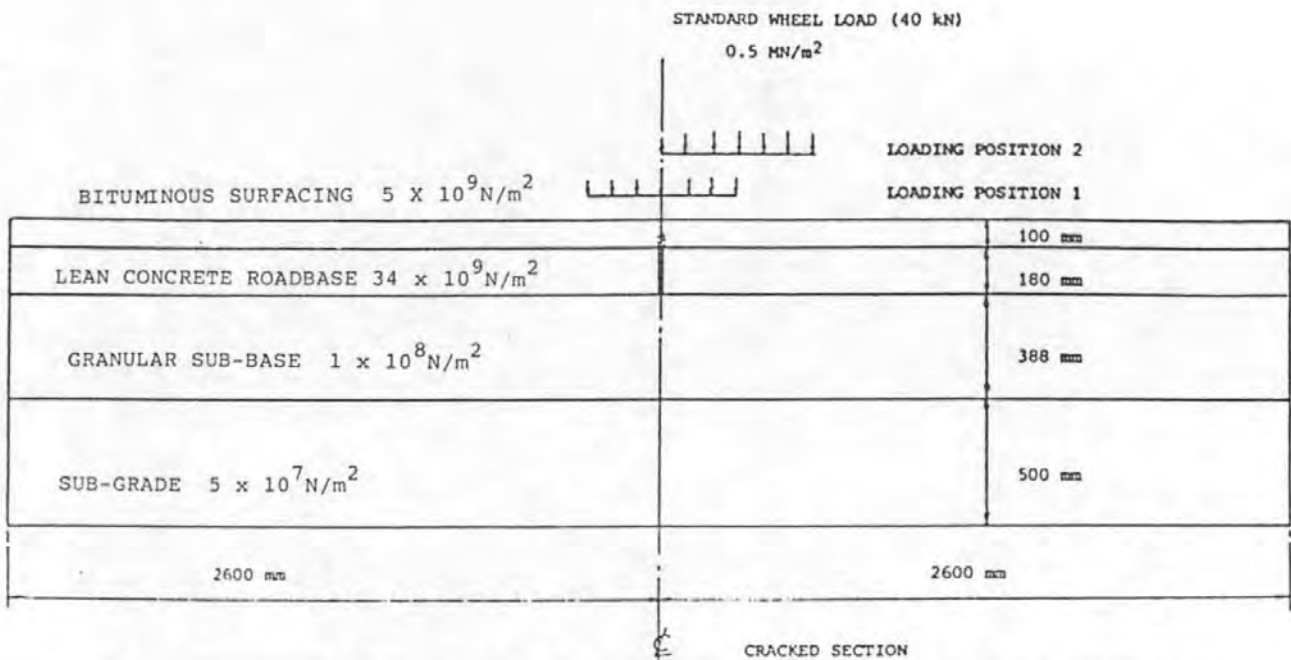 STANDARD WHEEL LOAD (40 kN)
0.5 MN/m²
LOADING POSITION 2
BITUMINOUS SURFACING 5 X 10⁹N/m²
LOADING POSITION 1
100 mm
LEAN CONCRETE ROADBASE 34 x 10⁹N/m²
180 mm
GRANULAR SUB-BASE 1 x 10⁸N/m²
388 mm
SUB-GRADE 5 x 10⁷N/m²
500 mm
2600 mm
2600 mm
CRACKED SECTION